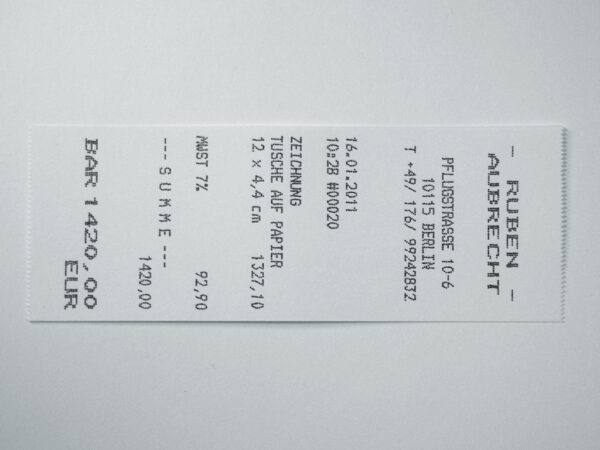 - RUBEN -
AUBRECHT
PFLUGSTRASSE 10-6
10115 BERLIN
T +49/ 176/ 99242832
16.01.2011
10:28 #00020
ZEICHNUNG
TUSCHE AUF PAPIER
12 x 4,4 cm 1327,10
MWST 7% 92,90
--- S U M M E ---
1420,00
BAR 1420,00
EUR